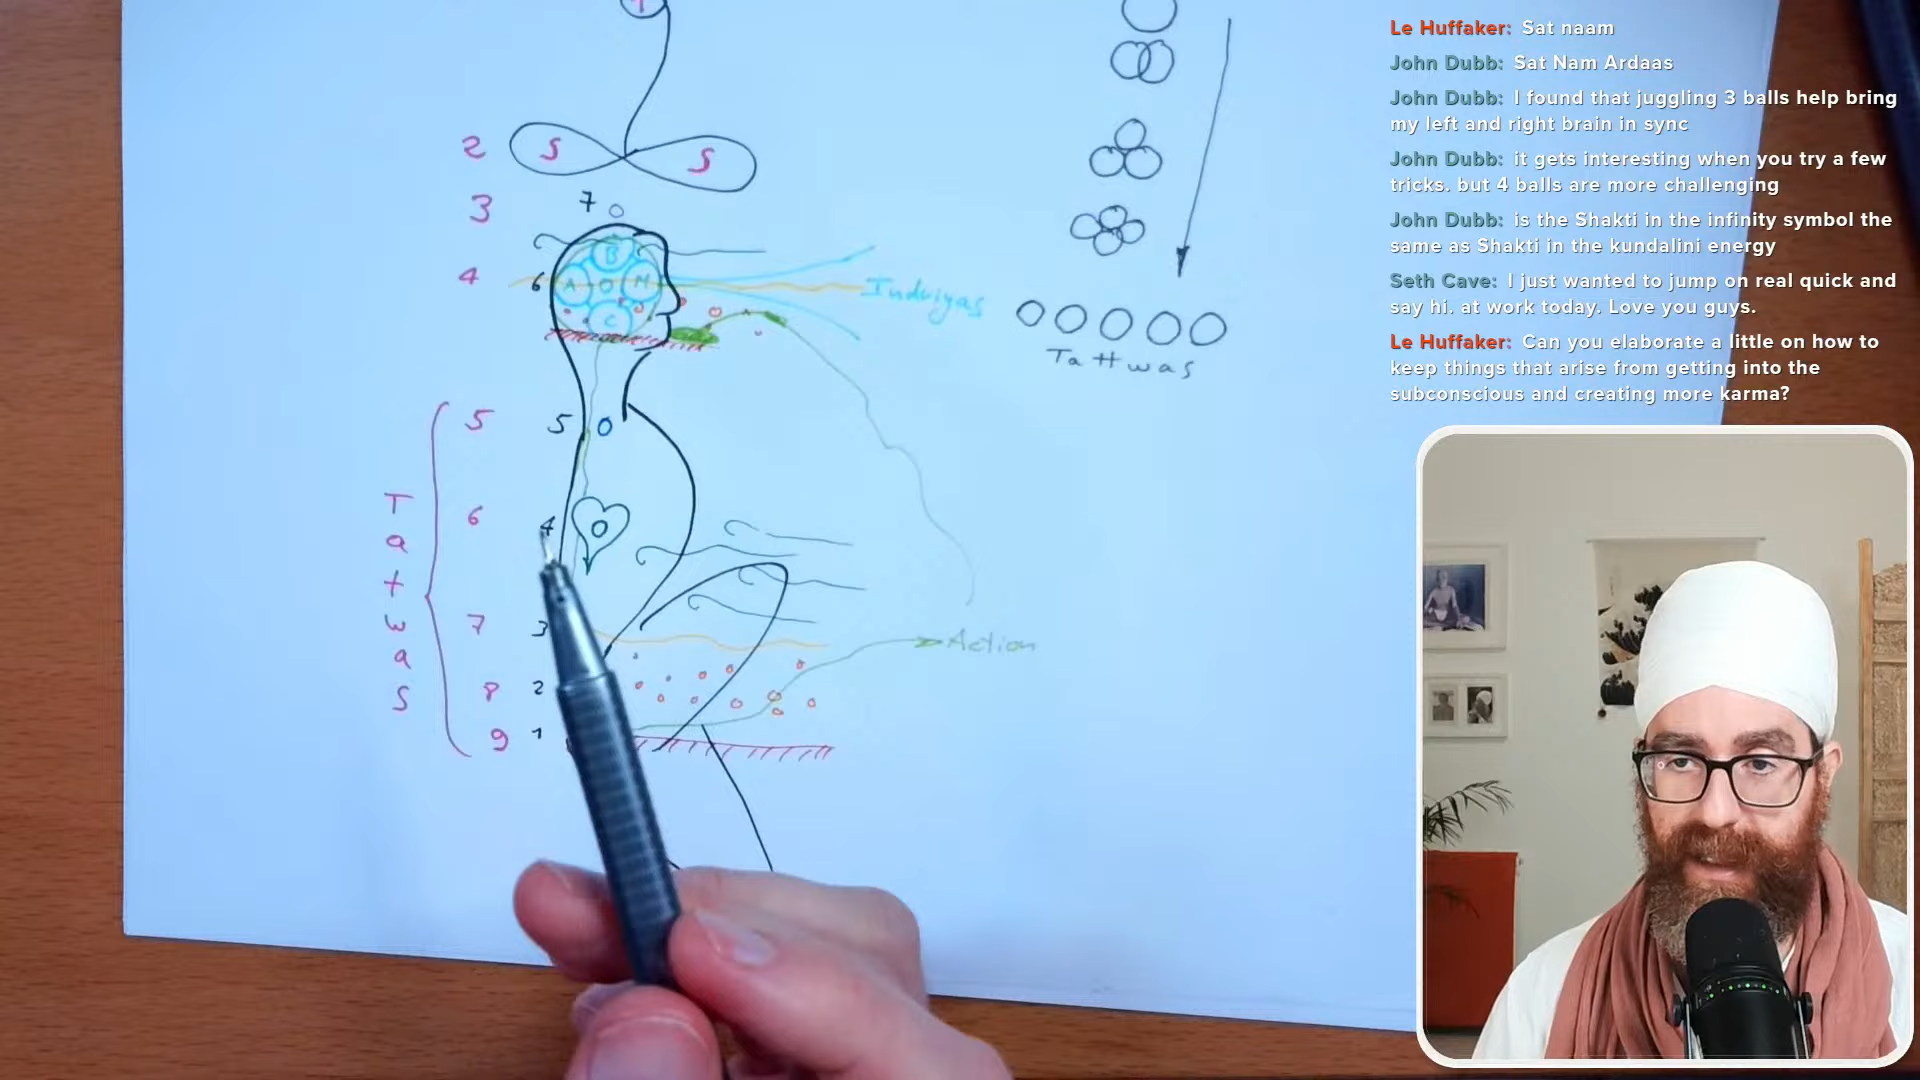 1
2 S S
3 7
4 6 B A O M C Indriyas
Tattwas
5 5
6 4
7 3
8 2
9 1
Tatwas
Action
Le Huffaker: Sat naam
John Dubb: Sat Nam Ardaas
John Dubb: I found that juggling 3 balls help bring
my left and right brain in sync
John Dubb: it gets interesting when you try a few
tricks. but 4 balls are more challenging
John Dubb: is the Shakti in the infinity symbol the
same as Shakti in the kundalini energy
Seth Cave: I just wanted to jump on real quick and
say hi. at work today. Love you guys.
Le Huffaker: Can you elaborate a little on how to
keep things that arise from getting into the
subconscious and creating more karma?